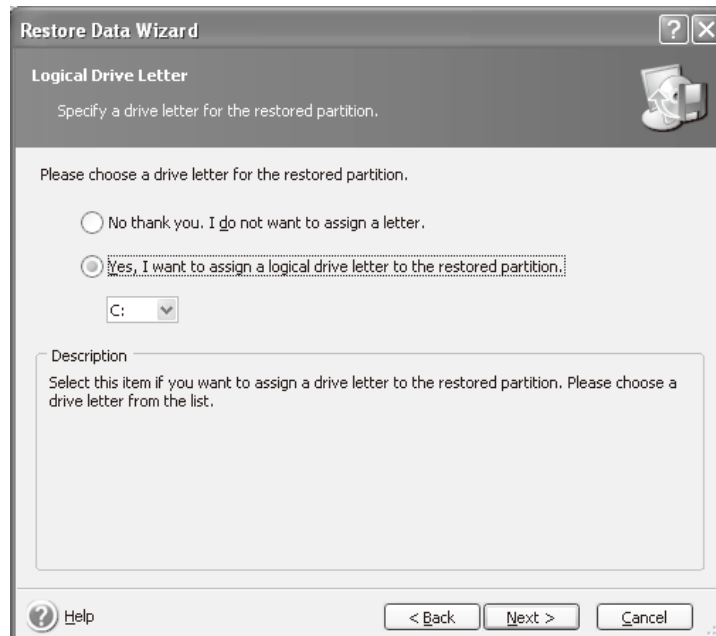 Restore Data Wizard
Logical Drive Letter
Specify a drive letter for the restored partition.
Please choose a drive letter for the restored partition.
No thank you. I do not want to assign a letter.
Yes, I want to assign a logical drive letter to the restored partition.
C:
Description
Select this item if you want to assign a drive letter to the restored partition. Please choose a
drive letter from the list.
? Help
< Back
Next >
Cancel